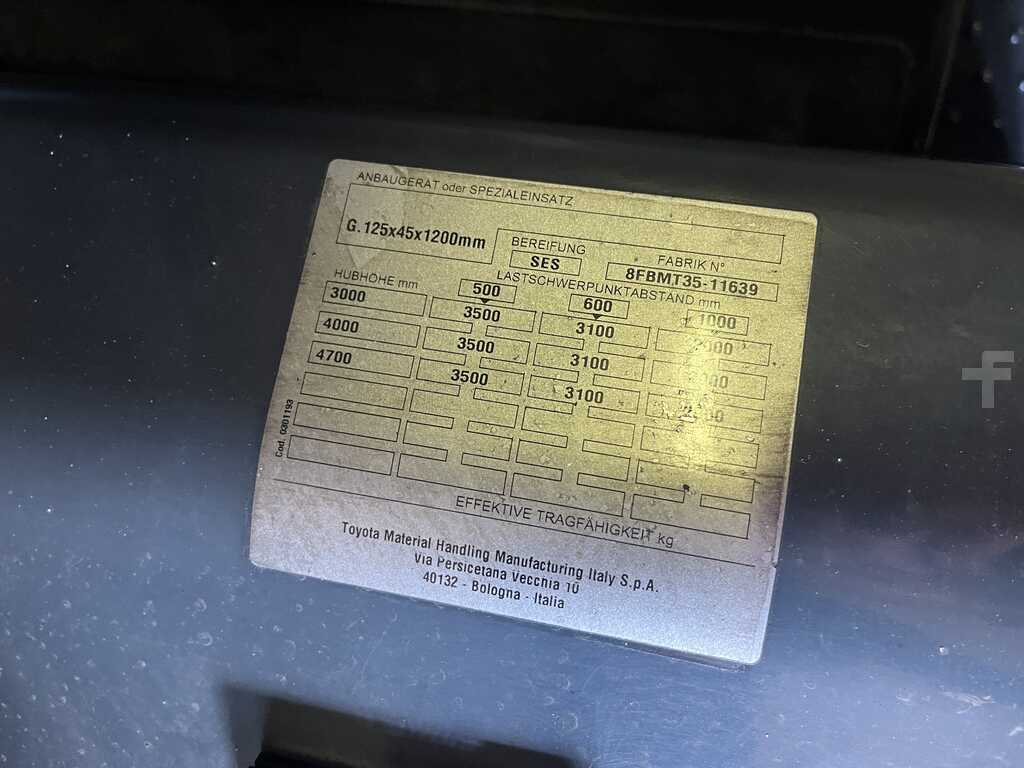 ANBAUGERÄT oder SPEZIALEINSATZ
G.125x45x1200mm
BEREIFUNG
SES
FABRIK N°
8FBMT35-11639
HUBHÖHE mm
LASTSCHWERPUNKTABSTAND mm
500 600 1000
3000 3500 3100
4000 3500 3100
4700 3500 3100
Cod. 0301193
EFFEKTIVE TRAGFÄHIGKEIT kg
Toyota Material Handling Manufacturing Italy S.p.A.
Via Persicetana Vecchia 10
40132 - Bologna - Italia
f